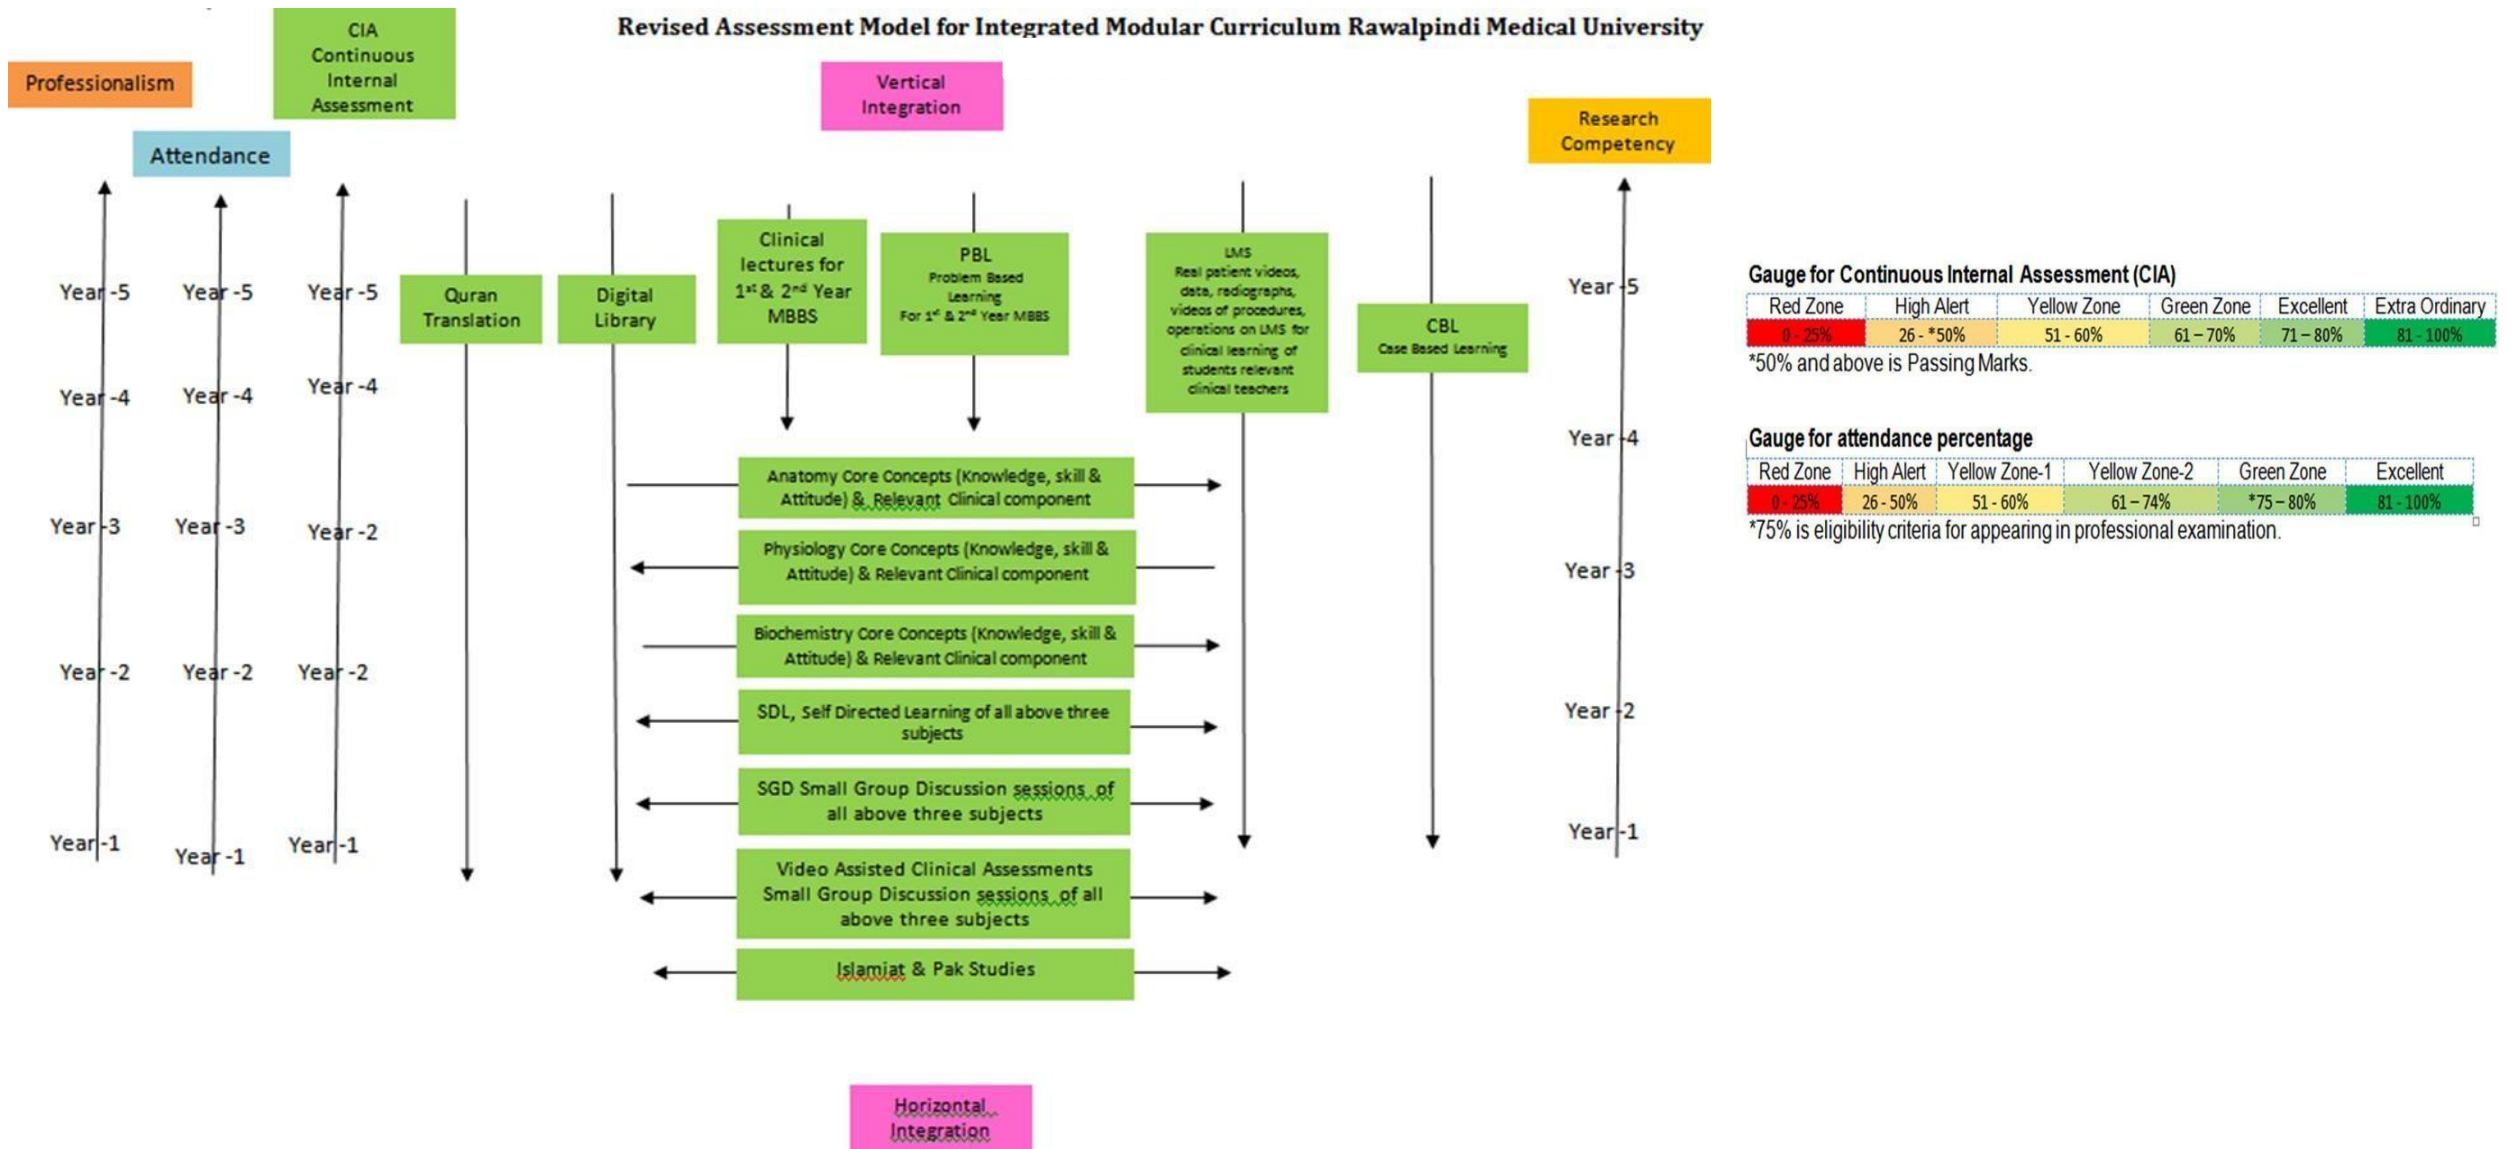 Revised Assessment Model for Integrated Modular Curriculum Rawalpindi Medical University
Professionalism
Attendance
CIA
Continuous
Internal
Assessment
Vertical
Integration
Research
Competency
Year -5
Year -4
Year -3
Year -2
Year -1
Year -5
Year -4
Year -3
Year -2
Year -1
Year -5
Year -4
Year -2
Year -2
Year -1
Quran
Translation
Digital
Library
Clinical
lectures for
1st & 2nd Year
MBBS
PBL
Problem Based
Learning
For 1st & 2nd Year MBBS
LMS
Real patient videos,
data, radiographs,
videos of procedures,
operations on LMS for
clinical learning of
students relevant
clinical teachers
CBL
Case Based Learning
Year -5
Year -4
Year -3
Year -2
Year -1
Anatomy Core Concepts (Knowledge, skill &
Attitude) & Relevant Clinical component
Physiology Core Concepts (Knowledge, skill &
Attitude) & Relevant Clinical component
Biochemistry Core Concepts (Knowledge, skill &
Attitude) & Relevant Clinical component
SDL, Self Directed Learning of all above three
subjects
SGD Small Group Discussion sessions of
all above three subjects
Video Assisted Clinical Assessments
Small Group Discussion sessions of all
above three subjects
Islamiat & Pak Studies
Horizontal
Integration
Gauge for Continuous Internal Assessment (CIA)
Red Zone High Alert Yellow Zone Green Zone Excellent Extra Ordinary
0 - 25% 26 - *50% 51 - 60% 61 – 70% 71 – 80% 81 - 100%
*50% and above is Passing Marks.
Gauge for attendance percentage
Red Zone High Alert Yellow Zone-1 Yellow Zone-2 Green Zone Excellent
0 - 25% 26 - 50% 51 - 60% 61 – 74% *75 – 80% 81 - 100%
*75% is eligibility criteria for appearing in professional examination.